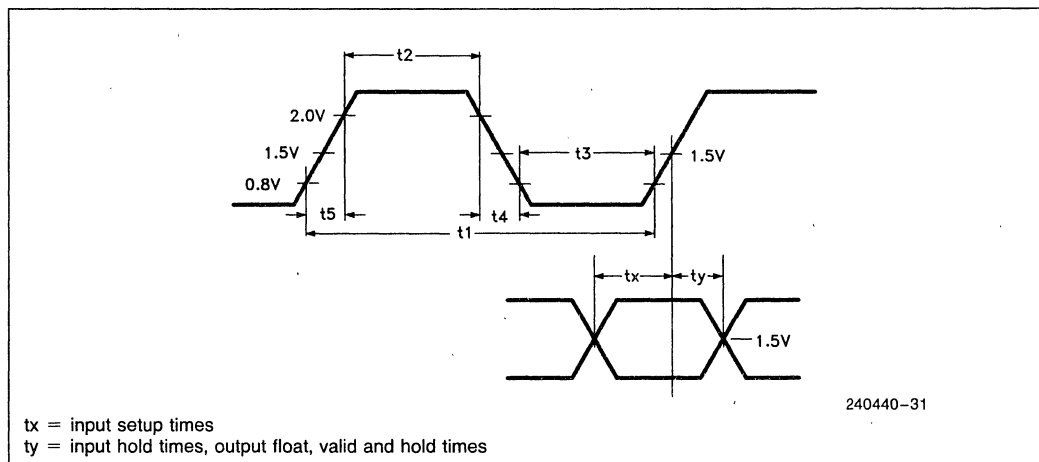 t2
2.0V
1.5V
t3
1.5V
0.8V
t5
t4
t1
tx
ty
1.5V
240440-31
tx = input setup times
ty = input hold times, output float, valid and hold times